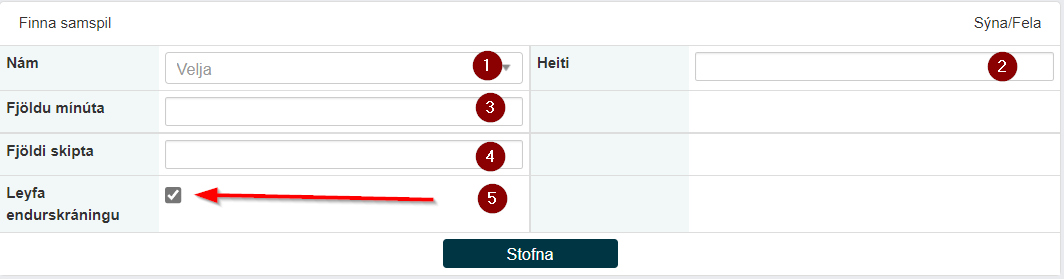 Finna samspil Sýna/Fela
Nám Velja 1 Heiti 2
Fjöldu mínúta 3
Fjöldi skipta 4
Leyfa
endurskráningu 5
Stofna